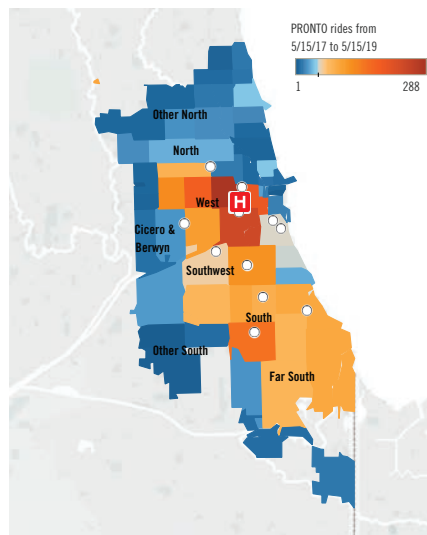 PRONTO rides from
5/15/17 to 5/15/19
1
288
Other North
North
West
H
Cicero &
Berwyn
Southwest
South
Other South
Far South